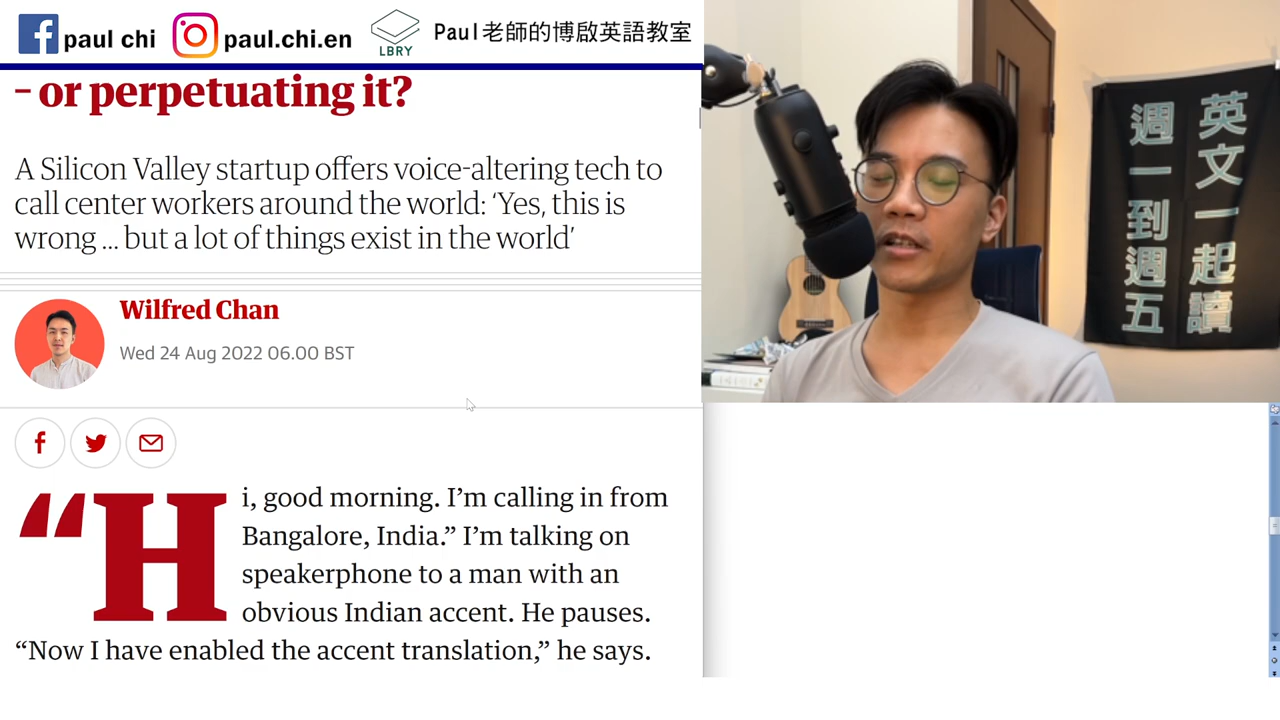 paul chi
paul.chi.en
LBRY
Paul老師的博啟英語教室
– or perpetuating it?
A Silicon Valley startup offers voice-altering tech to
call center workers around the world: ‘Yes, this is
wrong ... but a lot of things exist in the world’
Wilfred Chan
Wed 24 Aug 2022 06.00 BST
“Hi, good morning. I’m calling in from
Bangalore, India.” I’m talking on
speakerphone to a man with an
obvious Indian accent. He pauses.
“Now I have enabled the accent translation,” he says.
英文一起讀
週一到週五